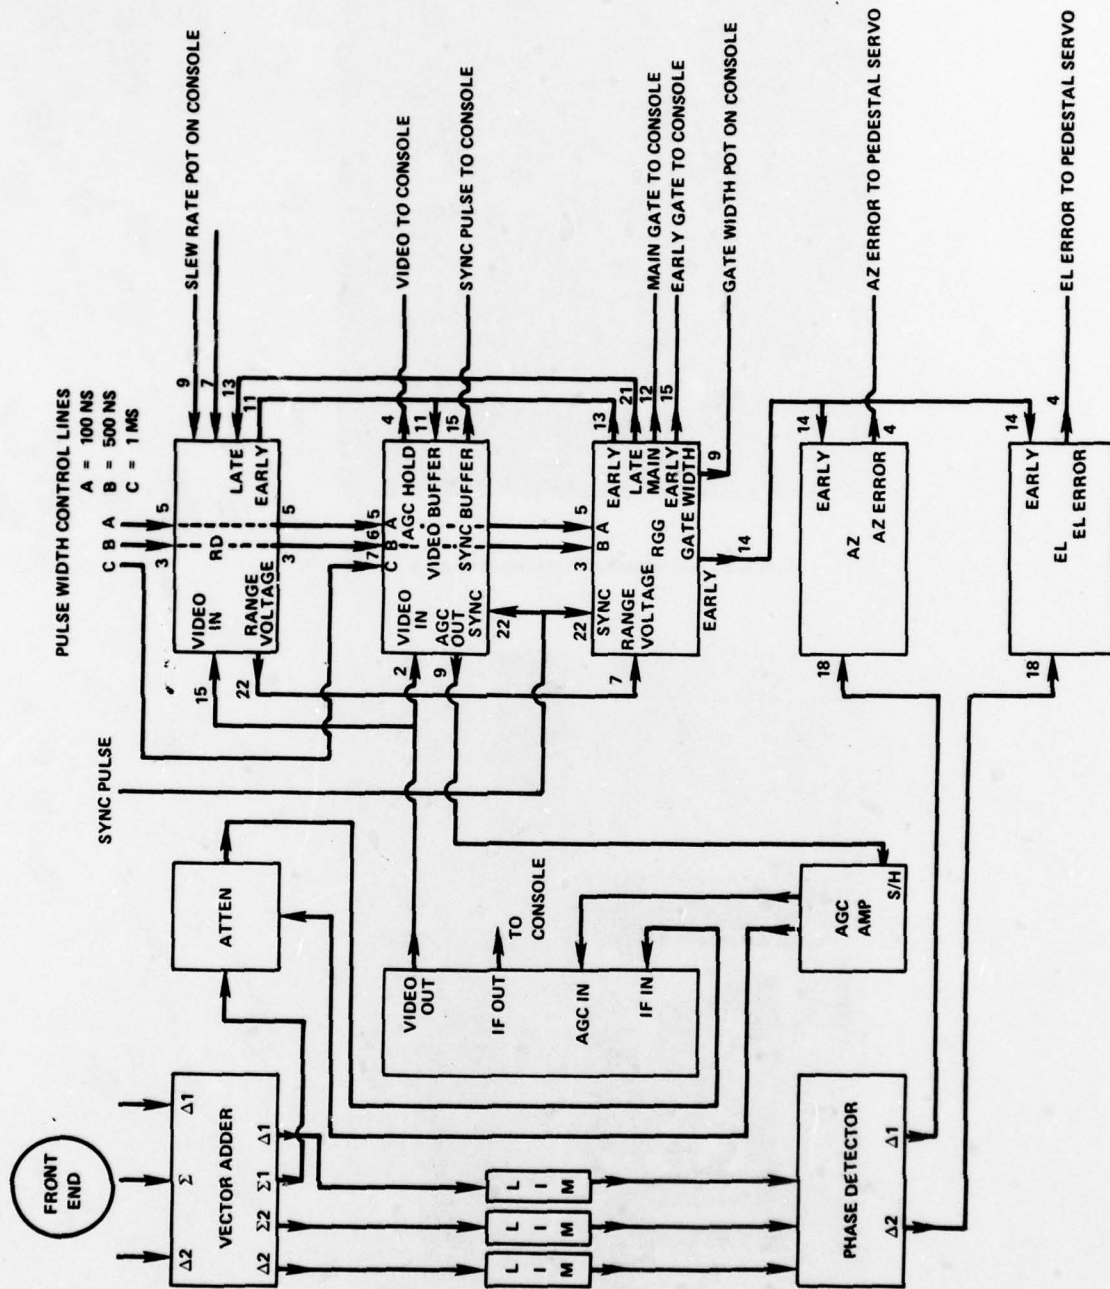 FRONT
END
Δ2
Σ
Δ1
VECTOR ADDER
Δ2
Σ2
Σ1
Δ1
ATTEN
SYNC PULSE
PULSE WIDTH CONTROL LINES
A = 100 NS
B = 500 NS
C = 1 MS
C
B
A
3
5
VIDEO
IN
RD
RANGE
VOLTAGE
LATE
EARLY
15
22
3
5
9
7
13
11
SLEW RATE POT ON CONSOLE
VIDEO
OUT
IF OUT
AGC IN
IF IN
TO
CONSOLE
2
9
7
6
5
C
B
A
VIDEO
IN
AGC
OUT
SYNC
AGC HOLD
VIDEO BUFFER
SYNC BUFFER
22
4
11
15
VIDEO TO CONSOLE
SYNC PULSE TO CONSOLE
L
I
M
L
I
M
L
I
M
7
22
3
5
SYNC
B
A
RANGE
VOLTAGE
RGG
EARLY
LATE
MAIN
EARLY
GATE WIDTH
13
21
12
15
9
MAIN GATE TO CONSOLE
EARLY GATE TO CONSOLE
GATE WIDTH POT ON CONSOLE
EARLY
14
PHASE DETECTOR
Δ2
Δ1
AGC
AMP
S/H
18
AZ
EARLY
AZ ERROR
14
4
AZ ERROR TO PEDESTAL SERVO
18
EL
EARLY
EL ERROR
14
4
EL ERROR TO PEDESTAL SERVO